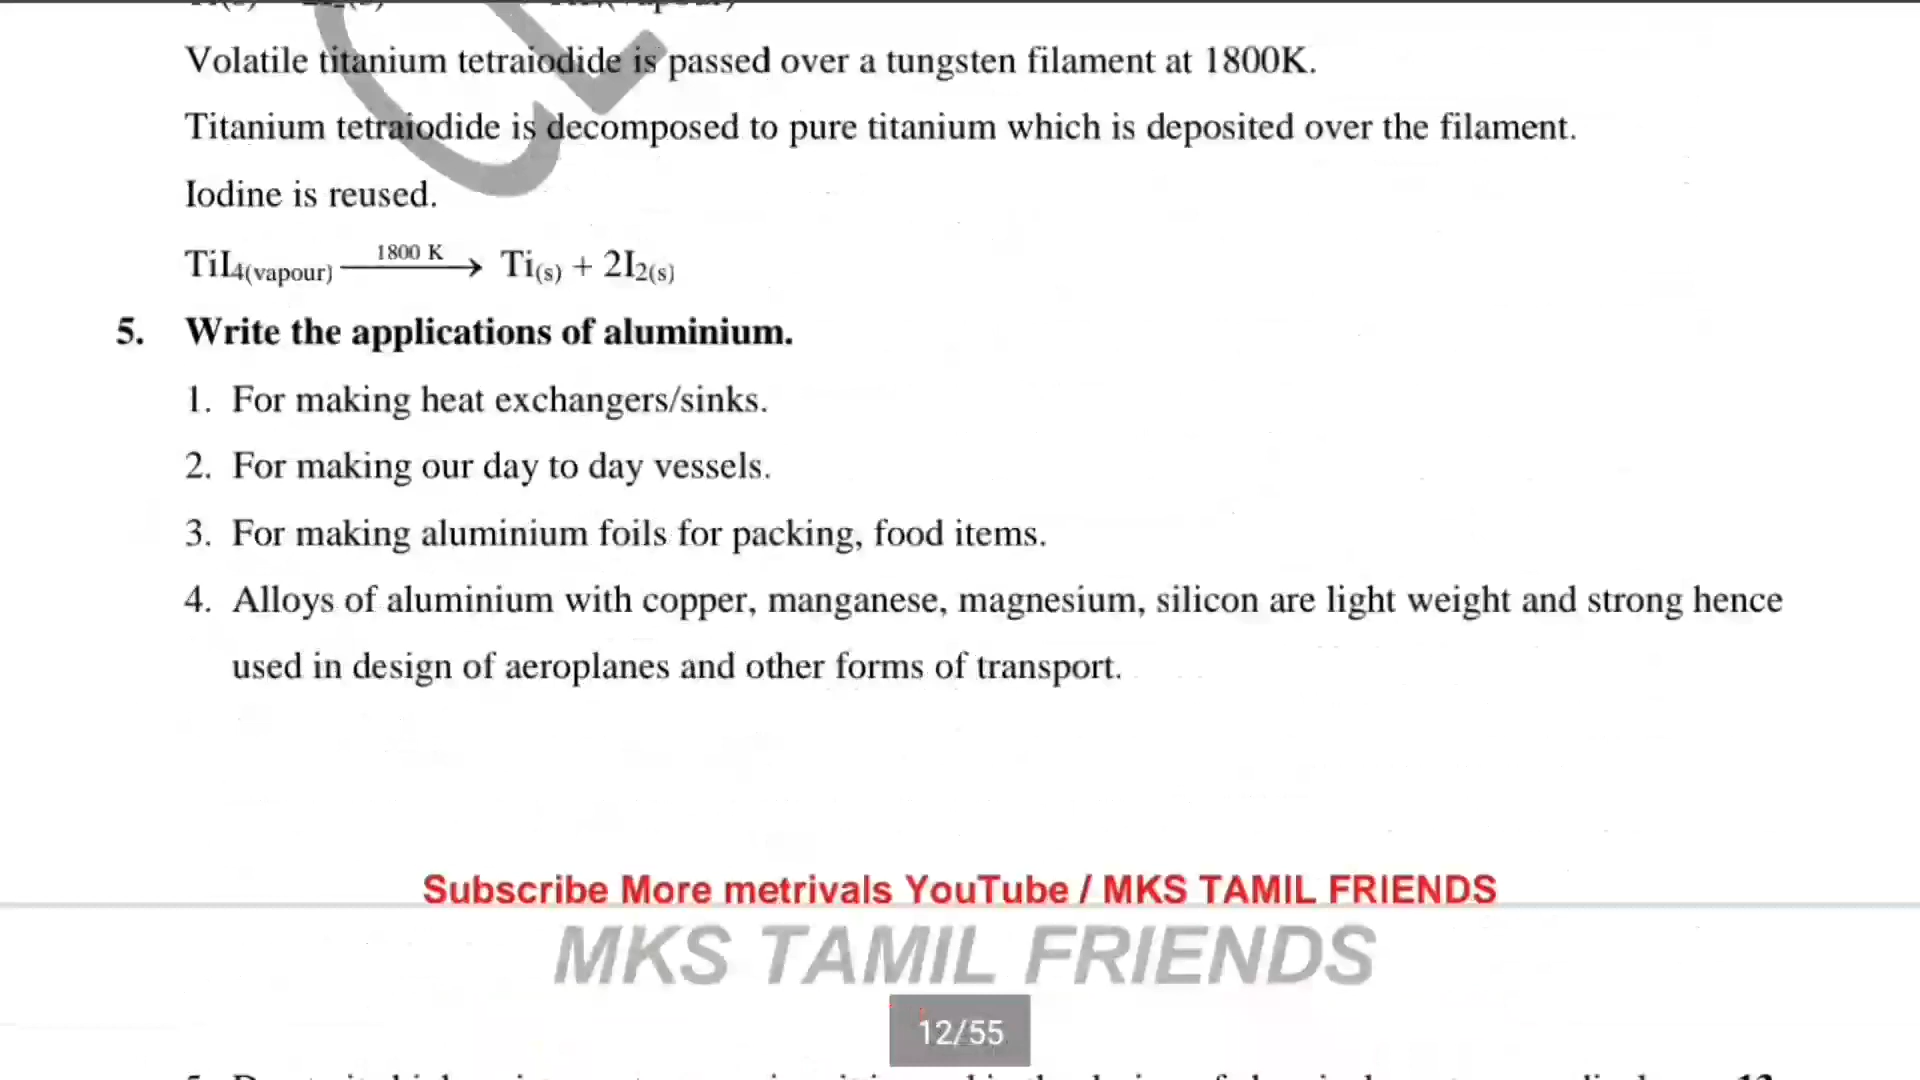 Volatile titanium tetraiodide is passed over a tungsten filament at 1800K.
Titanium tetraiodide is decomposed to pure titanium which is deposited over the filament.
Iodine is reused.
TiI4(vapour) 1800 K → Ti(s) + 2I2(s)
5. Write the applications of aluminium.
1. For making heat exchangers/sinks.
2. For making our day to day vessels.
3. For making aluminium foils for packing, food items.
4. Alloys of aluminium with copper, manganese, magnesium, silicon are light weight and strong hence
used in design of aeroplanes and other forms of transport.
Subscribe More metrivals YouTube / MKS TAMIL FRIENDS
MKS TAMIL FRIENDS
12/55